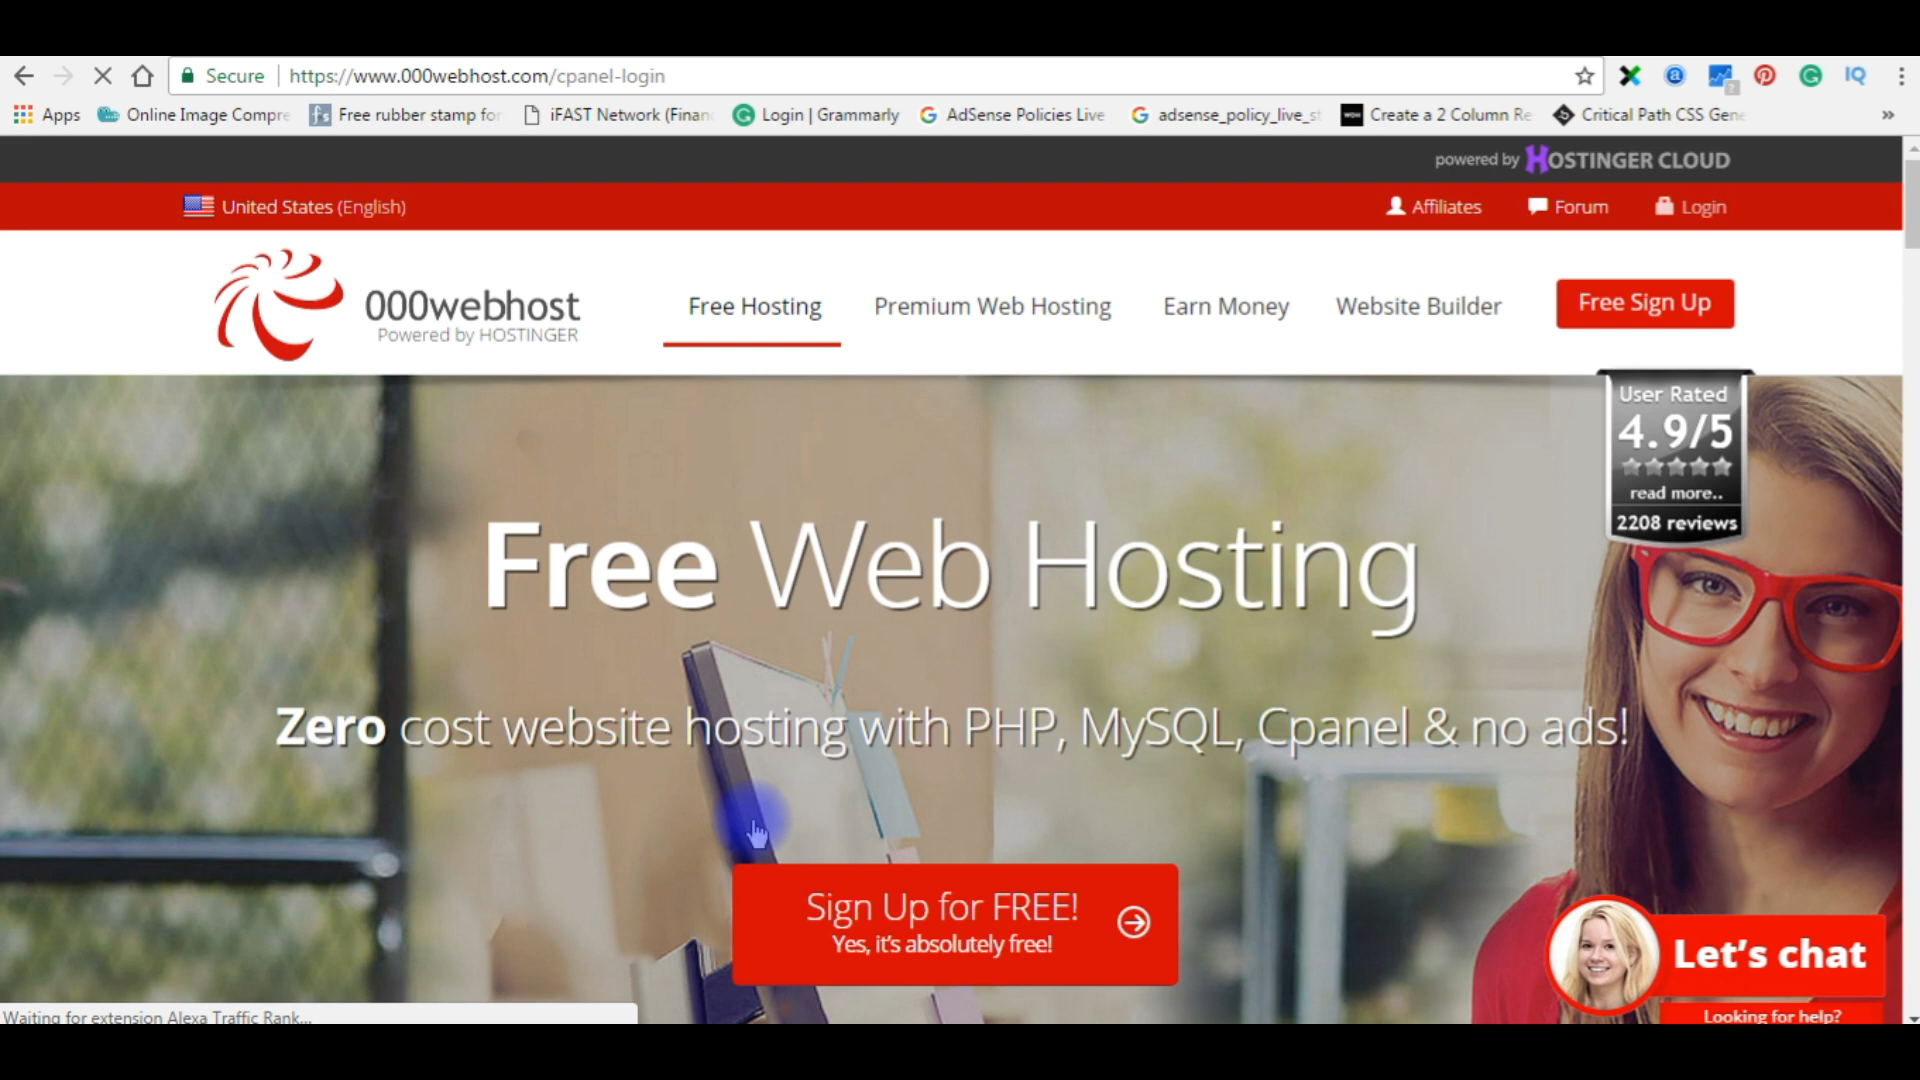 Secure https://www.000webhost.com/cpanel-login
Apps Online Image Compre Free rubber stamp fo iFAST Network (Finan Login | Grammarly AdSense Policies Live adsense_policy_live_st Create a 2 Column Re Critical Path CSS Gene »
powered by HOSTINGER CLOUD
United States (English) Affiliates Forum Login
000webhost
Powered by HOSTINGER
Free Hosting Premium Web Hosting Earn Money Website Builder Free Sign Up
User Rated
4.9/5
read more..
2208 reviews
Free Web Hosting
Zero cost website hosting with PHP, MySQL, Cpanel & no ads!
Sign Up for FREE!
Yes, it's absolutely free!
Let's chat
Looking for help?
Waiting for extension Alexa Traffic Rank...